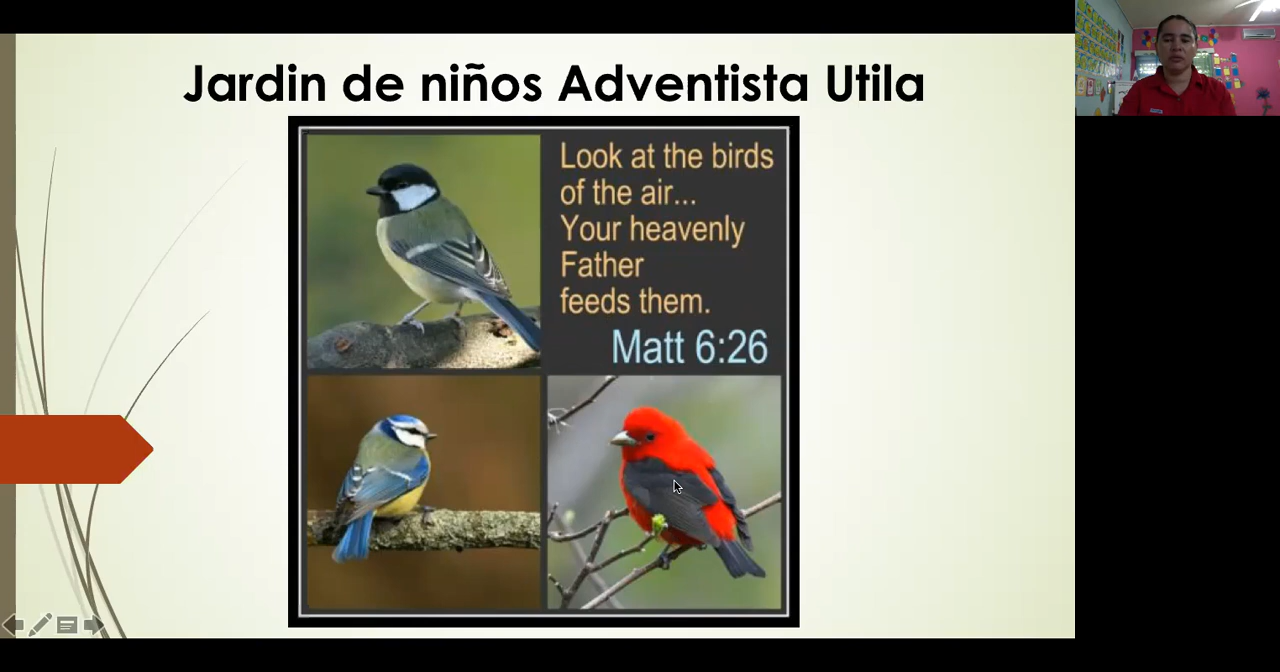 Jardin de niños Adventista Utila
Look at the birds
of the air...
Your heavenly
Father
feeds them.
Matt 6:26